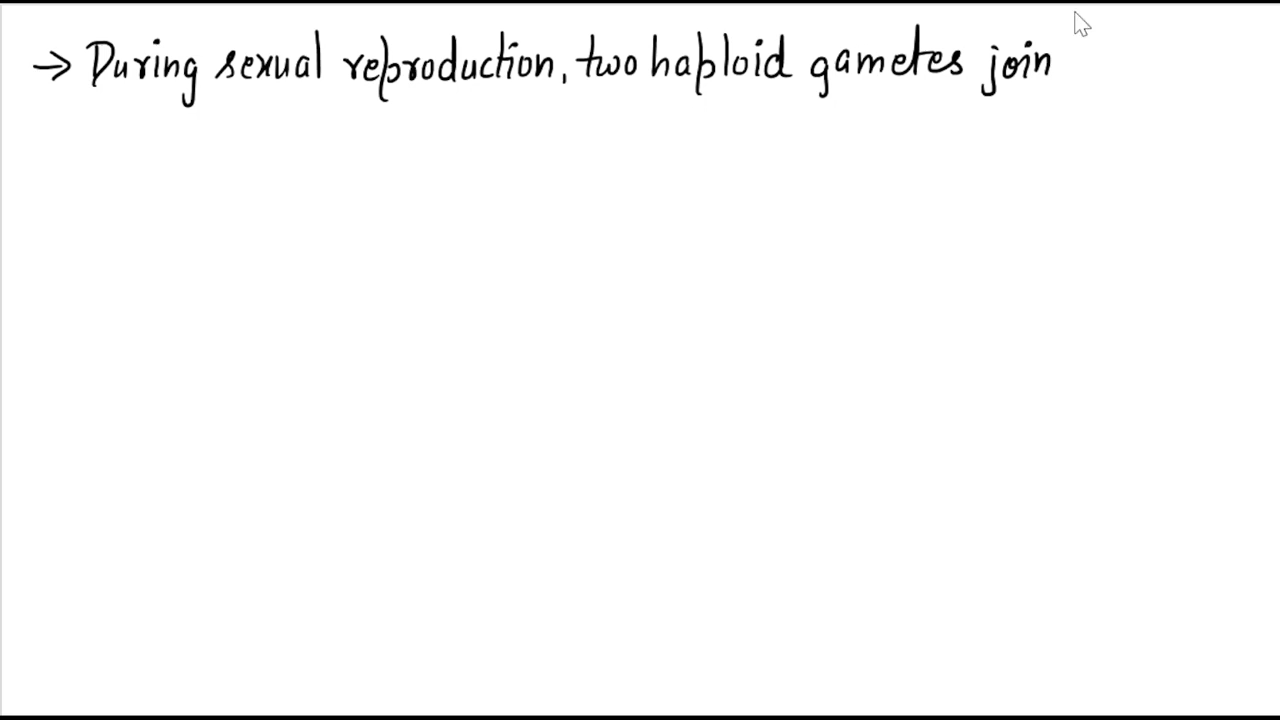 → During sexual reproduction, two haploid gametes join